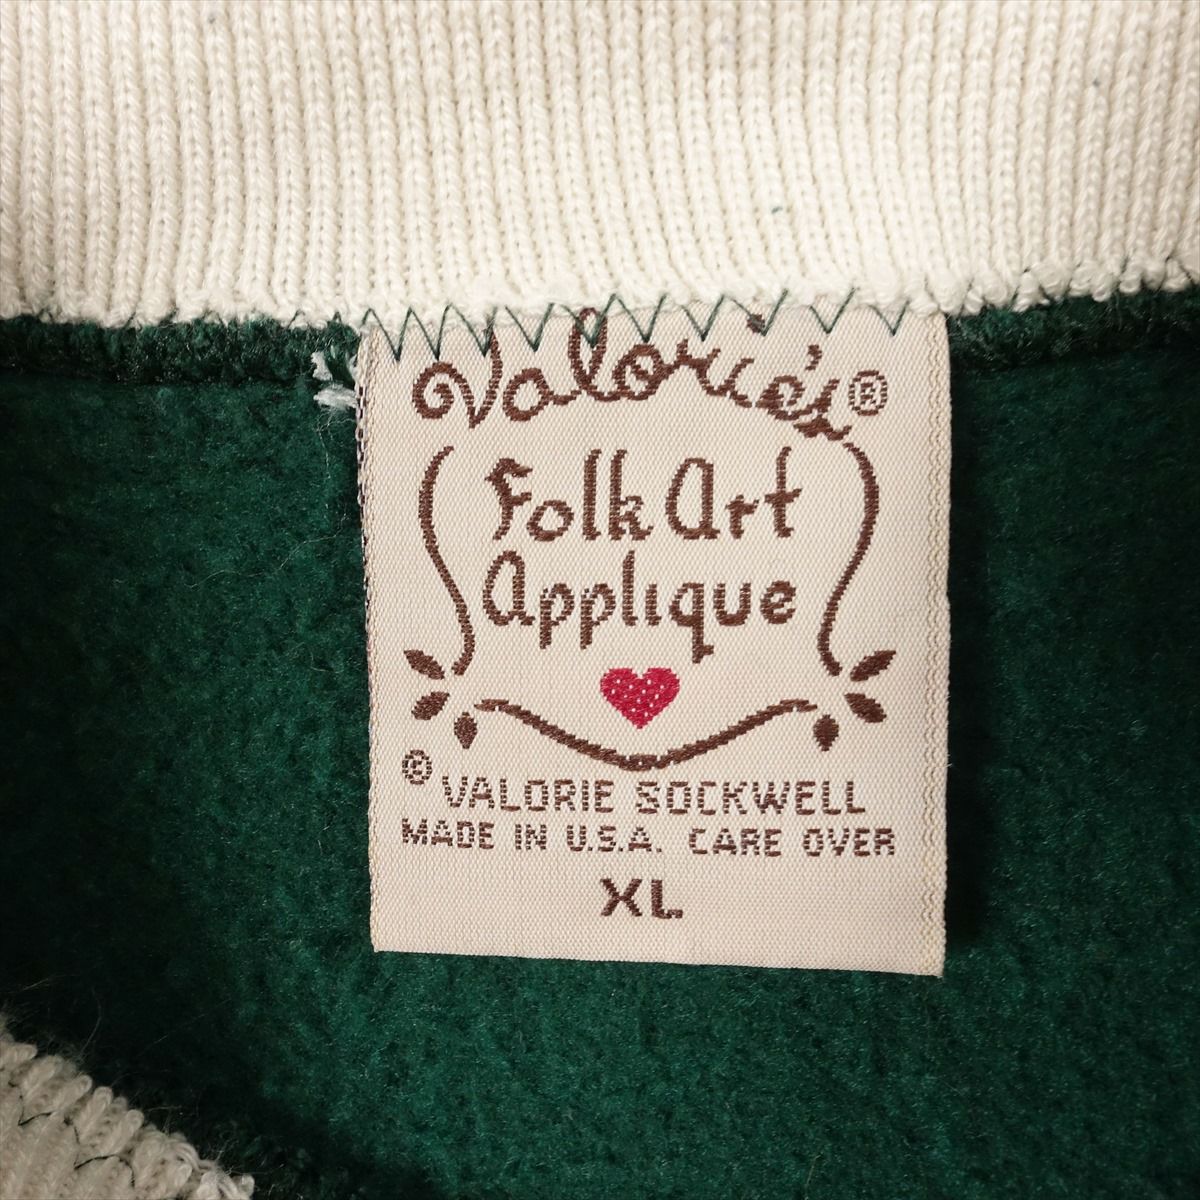 Valorie's®
Folk Art
Applique
® VALORIE SOCKWELL
MADE IN U.S.A. CARE OVER
XL